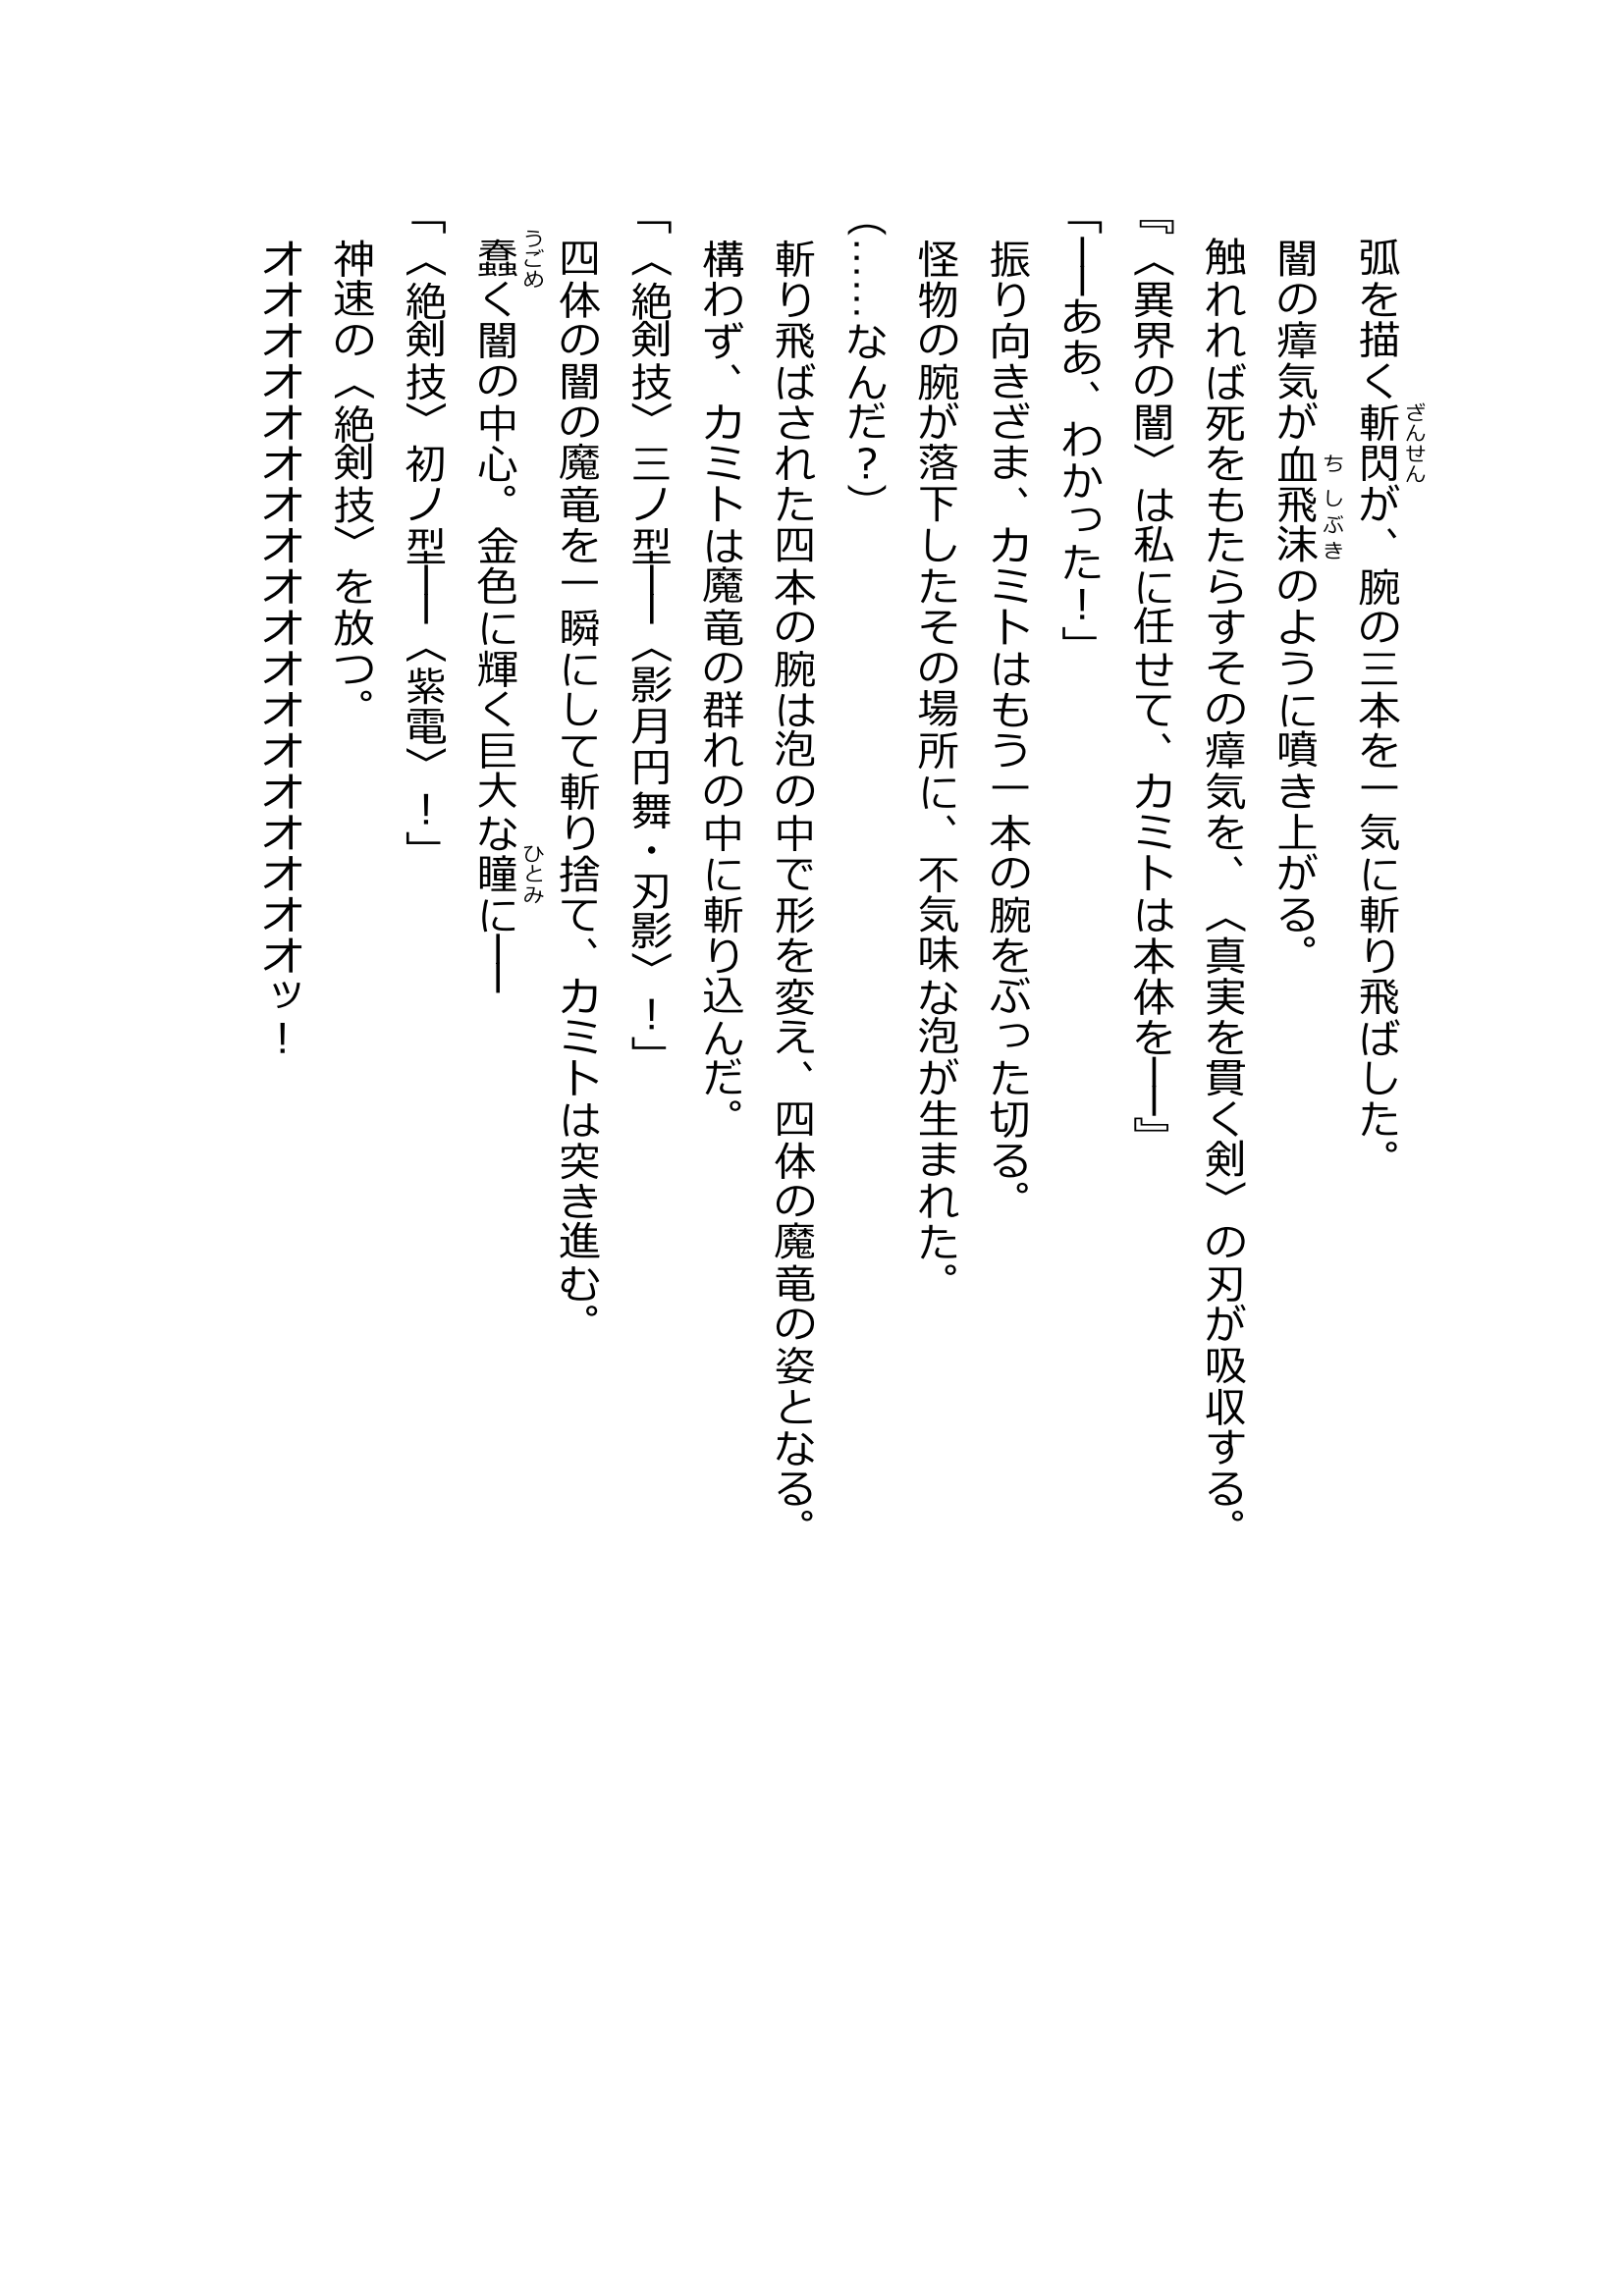 弧を描く斬閃が、腕の三本を一気に斬り飛ばした。
闇の瘴気が血飛沫のように噴き上がる。
触れれば死をもたらすその瘴気を、〈真実を貫く剣〉の刃が吸収する。
『〈異界の闇〉は私に任せて、カミトは本体を――』
「――ああ、わかった！」
振り向きざま、カミトはもう一本の腕をぶった切る。
怪物の腕が落下したその場所に、不気味な泡が生まれた。
（……なんだ？）
斬り飛ばされた四本の腕は泡の中で形を変え、四体の魔竜の姿となる。
構わず、カミトは魔竜の群れの中に斬り込んだ。
「〈絶剣技〉三ノ型――〈影月円舞・刃影〉！」
四体の闇の魔竜を一瞬にして斬り捨て、カミトは突き進む。
蠢く闇の中心。金色に輝く巨大な瞳に――
「〈絶剣技〉初ノ型――〈紫電〉！」
神速の〈絶剣技〉を放つ。
オオオオオオオオオオオオオオオオオオッ！